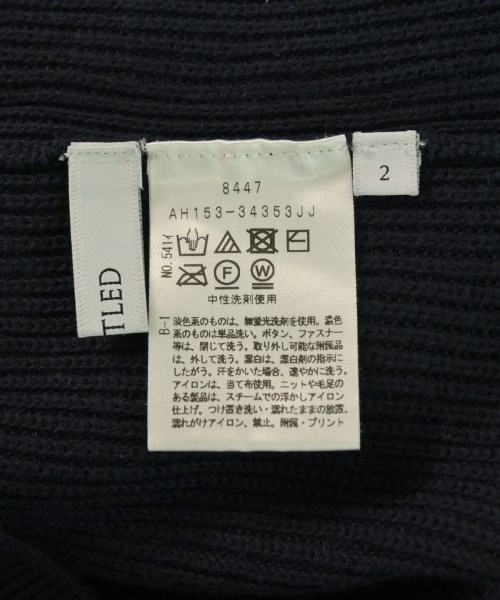 8447
AH153-34353JJ
NO.541イ
F
W
中性洗剤使用
B-1
淡色系のものは、無蛍光洗剤を使用。濃色
系のものは単品洗い。ボタン、ファスナー
等は、閉じて洗う。取り外し可能な附属品
は、外して洗う。漂白は、漂白剤の指示に
したがう。汗をかいた場合、速やかに洗う。
アイロンは、当て布使用。ニットや毛足の
ある製品は、スチームでの浮かしアイロン
仕上げ。つけ置き洗い・濡れたままの放置、
濡れがけアイロン、禁止。附属・プリント
2
TLED